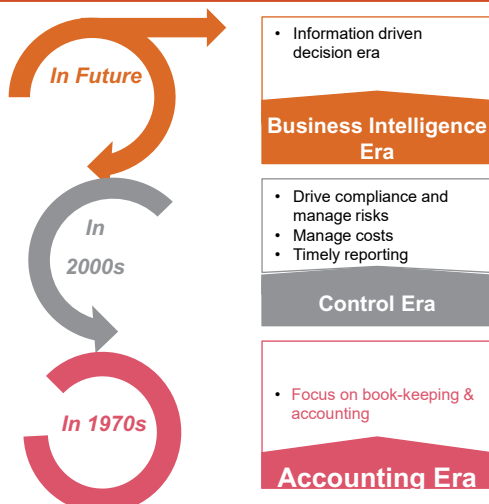 In Future
• Information driven
decision era
Business Intelligence
Era
In
2000s
• Drive compliance and
manage risks
• Manage costs
• Timely reporting
Control Era
In 1970s
• Focus on book-keeping &
accounting
Accounting Era